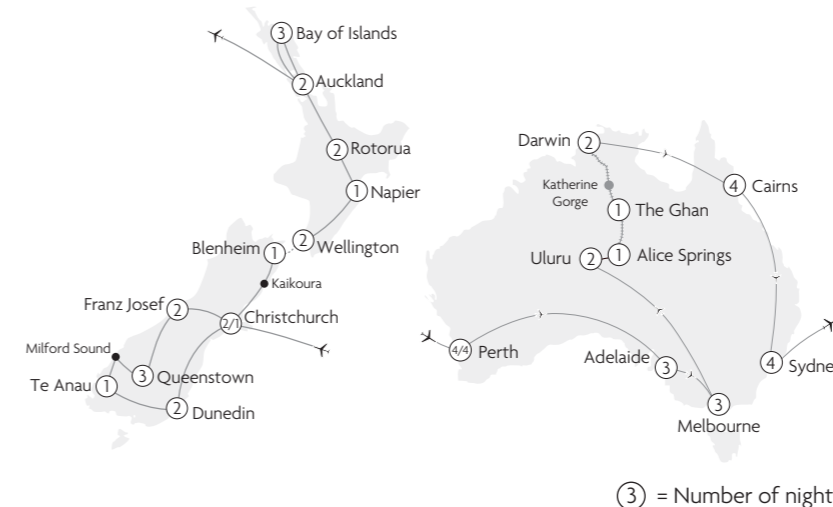 3 Bay of Islands
2 Auckland
2 Rotorua
1 Napier
2 Wellington
Blenheim 1
Kaikoura
Franz Josef 2
2/1 Christchurch
Milford Sound
3 Queenstown
Te Anau 1
2 Dunedin
Darwin 2
4 Cairns
Katherine
Gorge
1 The Ghan
Uluru 2
1 Alice Springs
4/4 Perth
Adelaide 3
4 Sydne
3
Melbourne
3 = Number of night